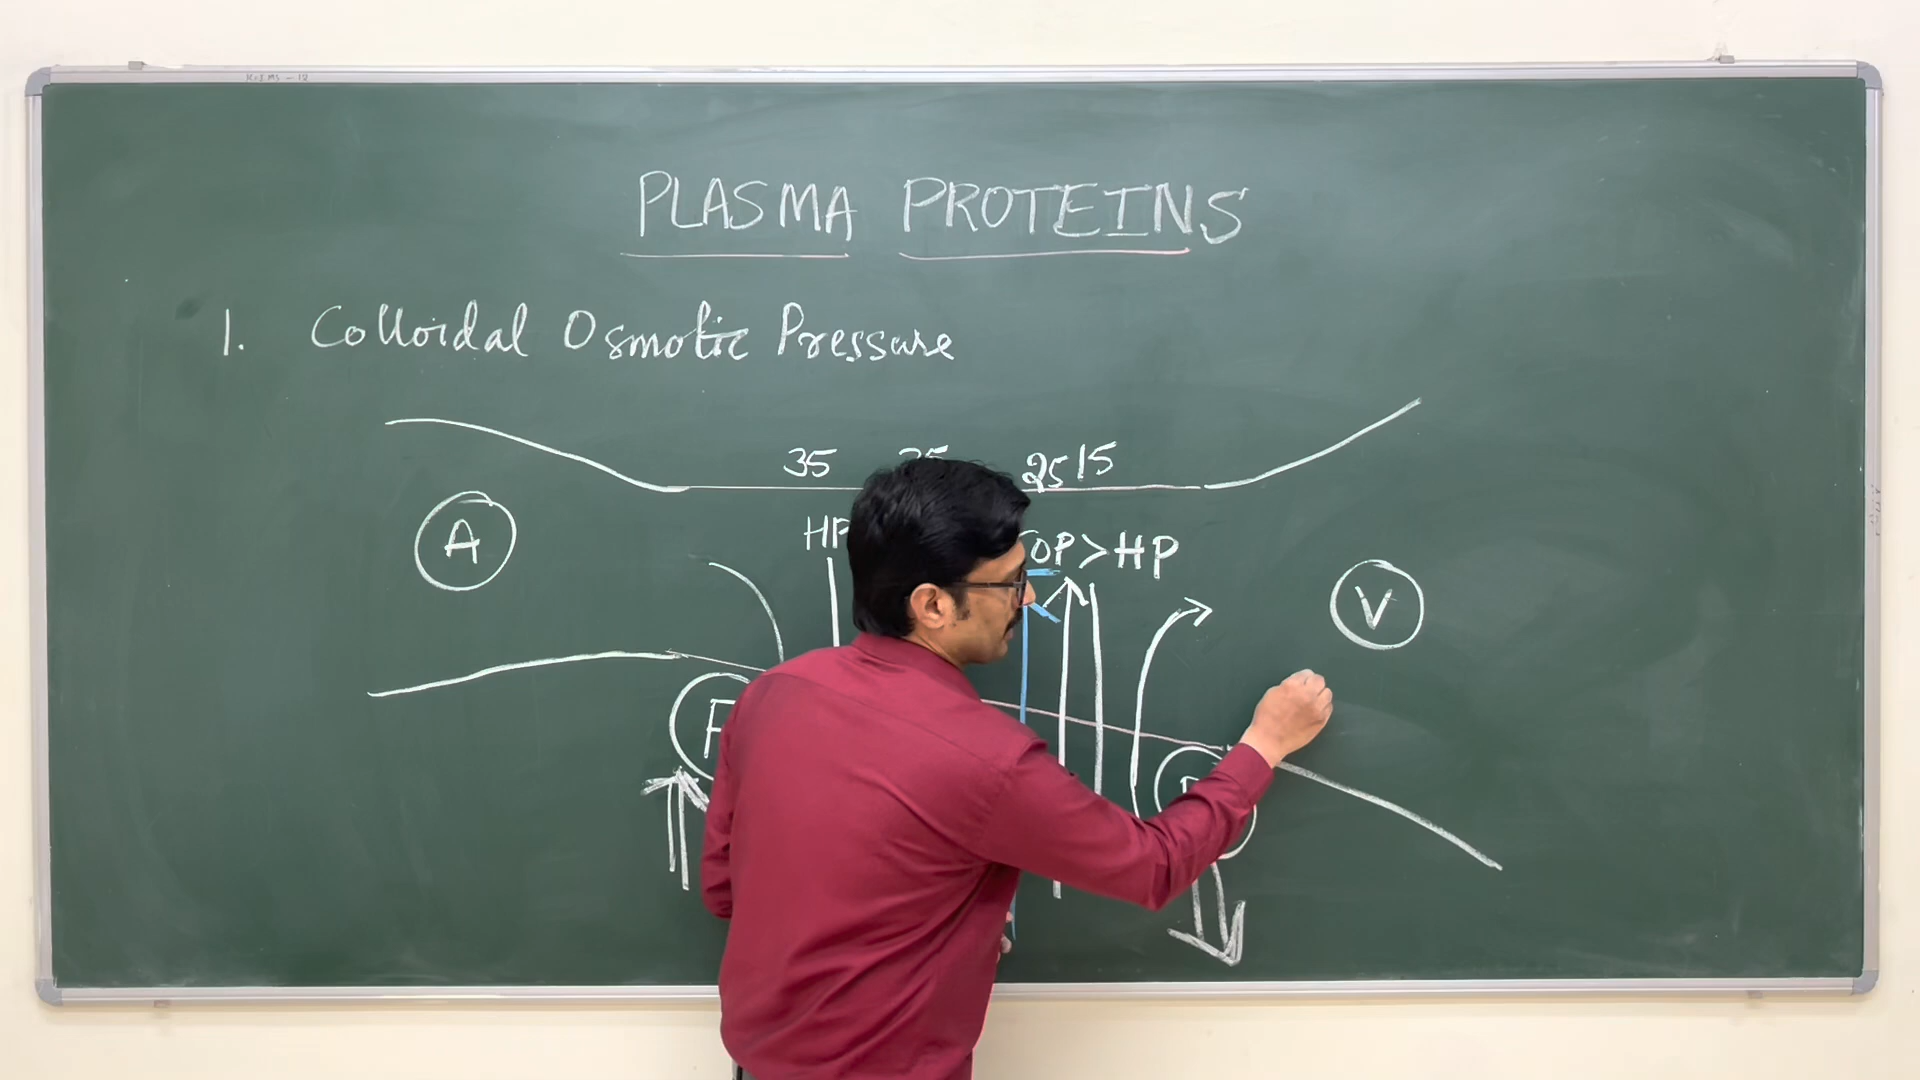 PLASMA PROTEINS
1. Colloidal Osmotic Pressure
35 25 15
HP OP>HP
A
V
F